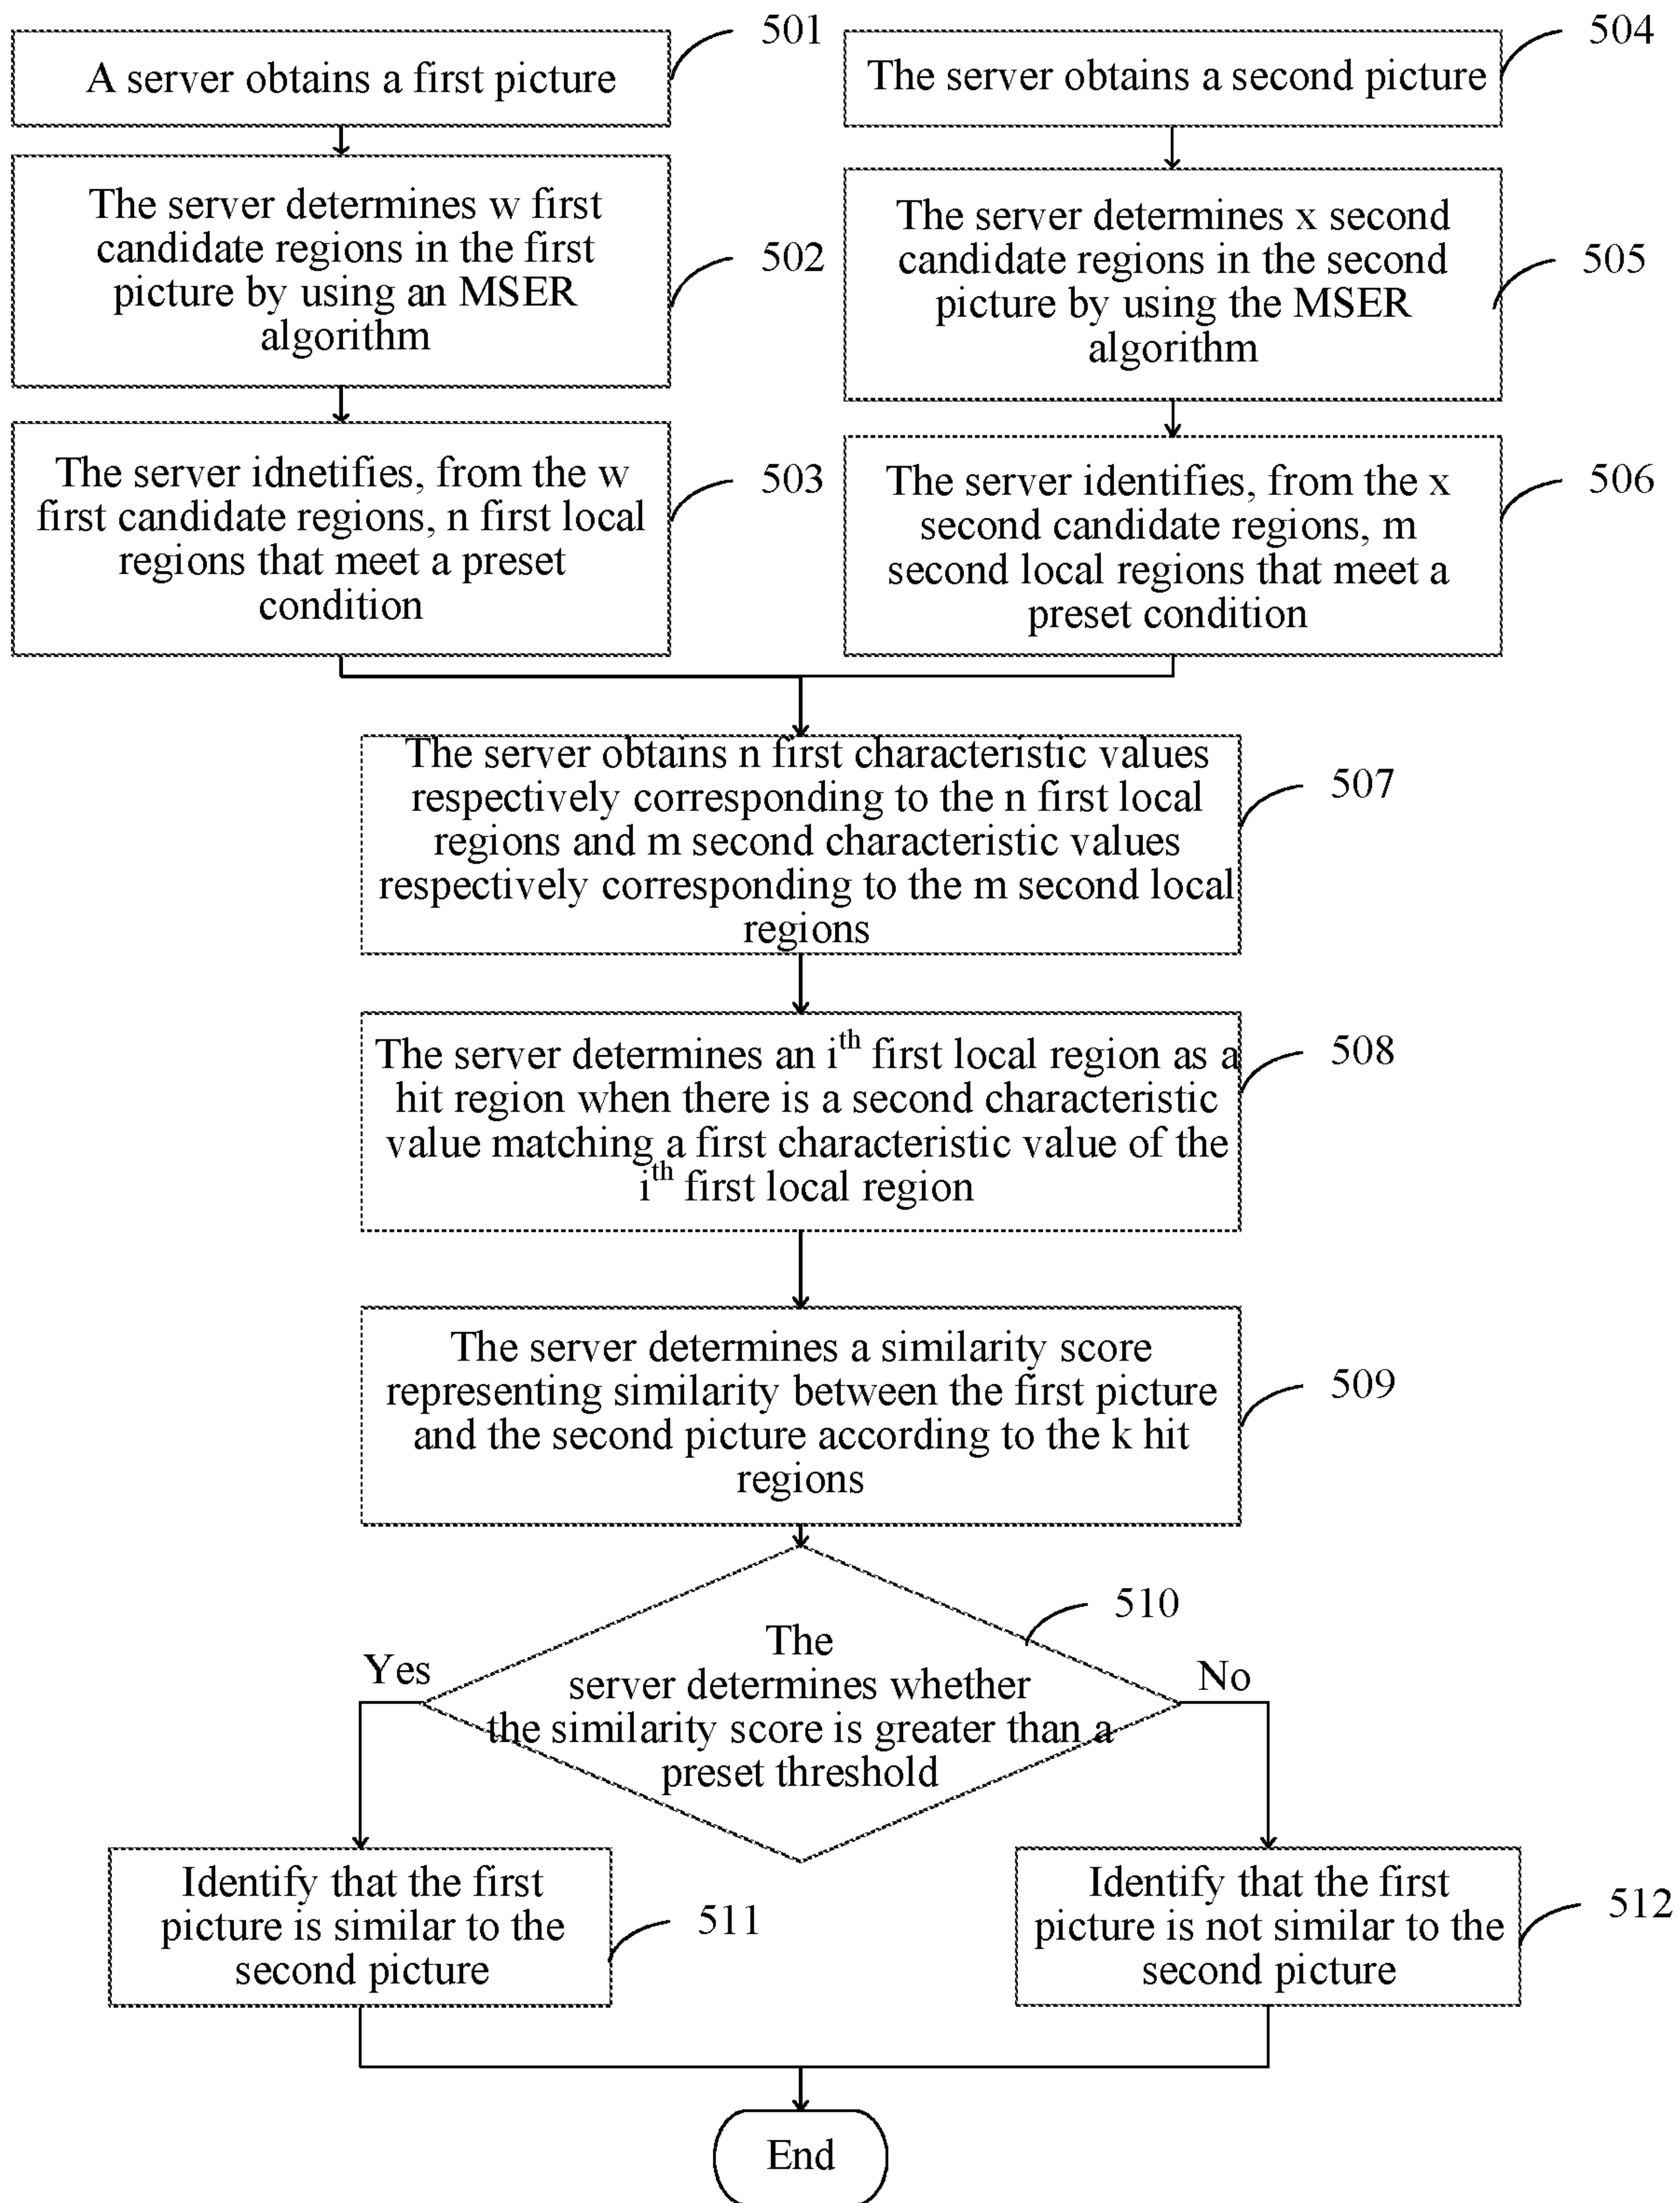 501
A server obtains a first picture
504
The server obtains a second picture
The server determines w first
candidate regions in the first
picture by using an MSER
algorithm
502
The server determines x second
candidate regions in the second
picture by using the MSER
algorithm
505
The server idnetifies, from the w
first candidate regions, n first local
regions that meet a preset
condition
503
The server identifies, from the x
second candidate regions, m
second local regions that meet a
preset condition
506
The server obtains n first characteristic values
respectively corresponding to the n first local
regions and m second characteristic values
respectively corresponding to the m second local
regions
507
The server determines an ith first local region as a
hit region when there is a second characteristic
value matching a first characteristic value of the
ith first local region
508
The server determines a similarity score
representing similarity between the first picture
and the second picture according to the k hit
regions
509
510
The
server determines whether
the similarity score is greater than a
preset threshold
Yes
No
Identify that the first
picture is similar to the
second picture
511
Identify that the first
picture is not similar to the
second picture
512
End